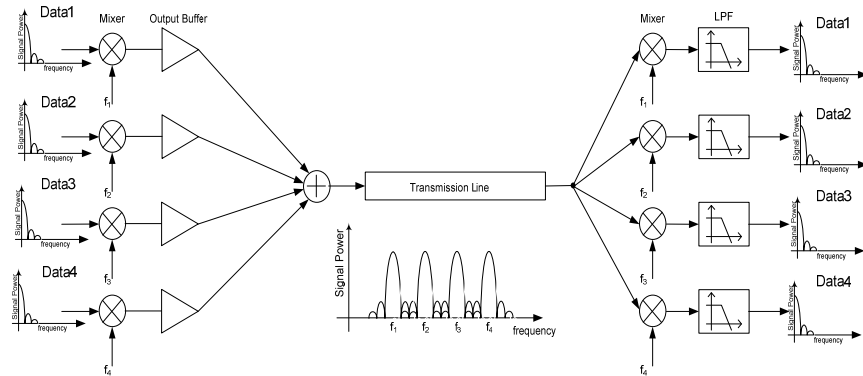 Data1
Mixer
Output Buffer
Signal Power
frequency
f1
Data2
Signal Power
frequency
f2
Data3
Signal Power
frequency
f3
Data4
Signal Power
frequency
f4
Transmission Line
Signal Power
f1 f2 f3 f4
frequency
Mixer
LPF
Data1
Signal Power
frequency
f1
Data2
Signal Power
frequency
f2
Data3
Signal Power
frequency
f3
Data4
Signal Power
frequency
f4